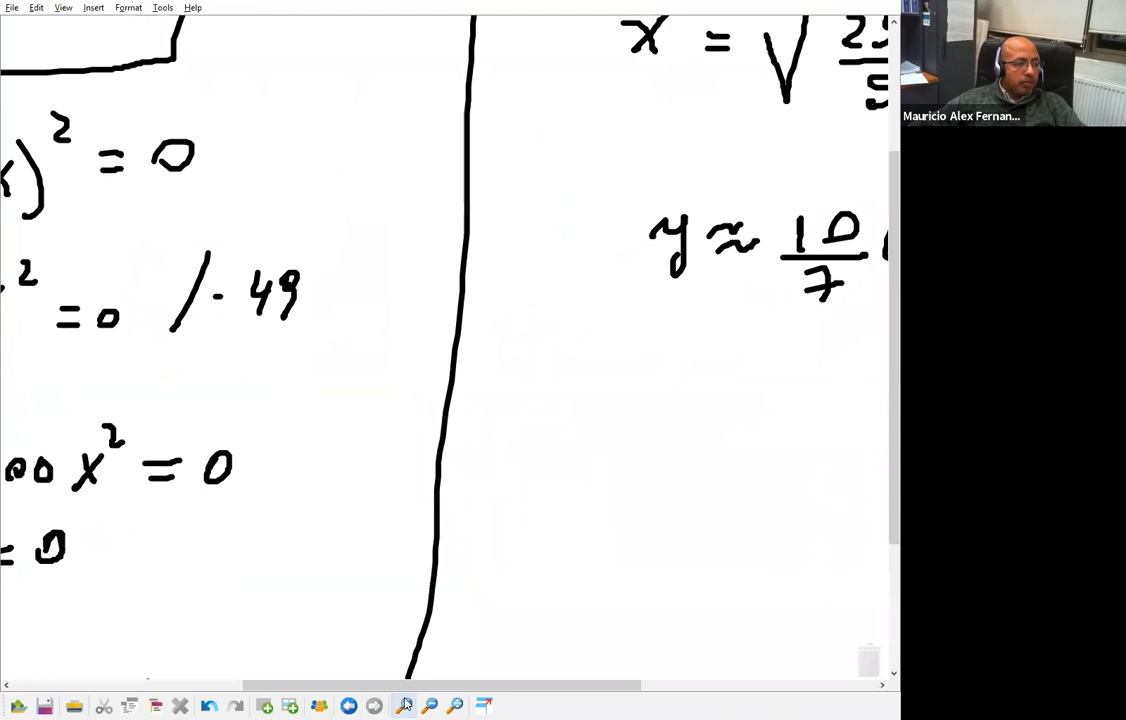 File Edit View Insert Format Tools Help
Mauricio Alex Fernan...
)² = 0
² = 0 / · 49
x² = 0
= 0
x = √
y ≈ 10/7